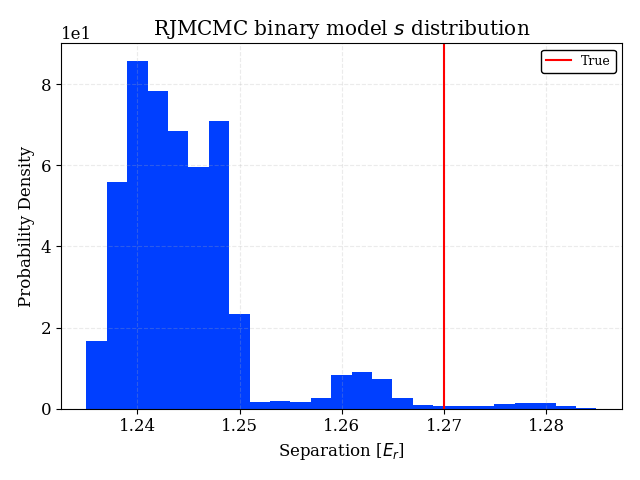 RJMCMC binary model s distribution
1e1
True
8
6
4
2
0
Probability Density
1.24 1.25 1.26 1.27 1.28
Separation [E_r]